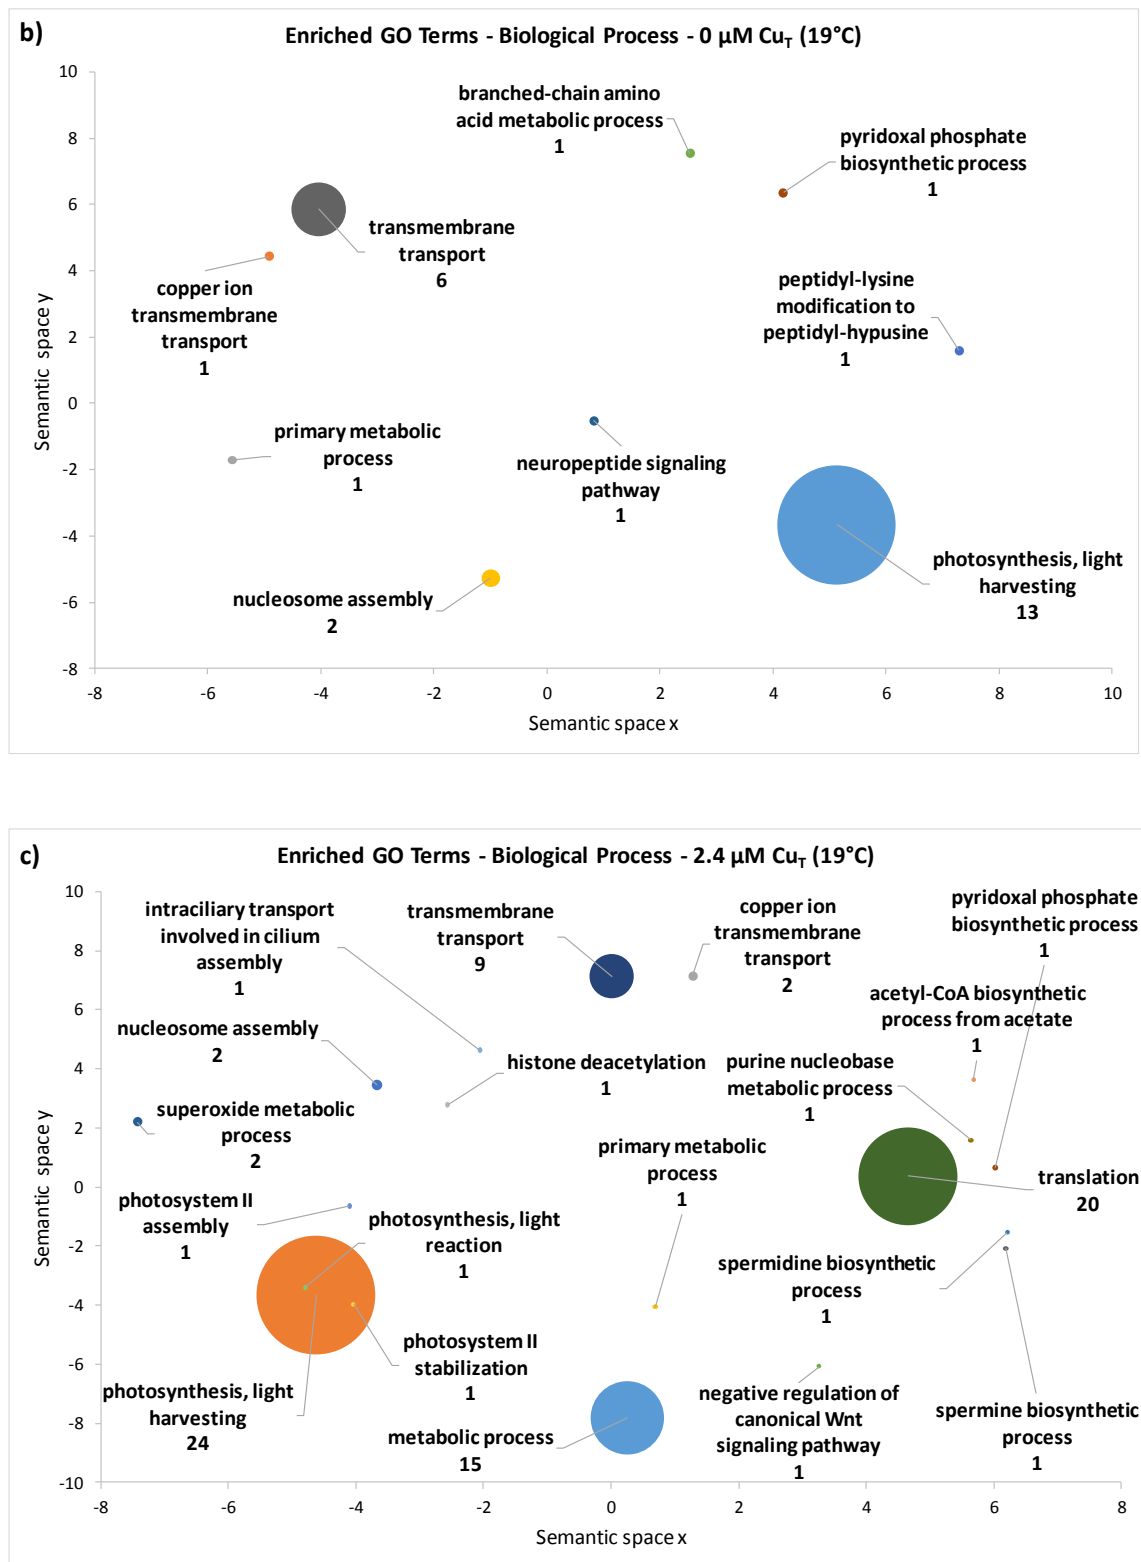 b)
Enriched GO Terms - Biological Process - 0 µM CuT (19°C)
10
8
6
4
2
0
-2
-4
-6
-8
Semantic space y
branched-chain amino
acid metabolic process
1
pyridoxal phosphate
biosynthetic process
1
transmembrane
transport
6
copper ion
transmembrane
transport
1
peptidyl-lysine
modification to
peptidyl-hypusine
1
primary metabolic
process
1
neuropeptide signaling
pathway
1
photosynthesis, light
harvesting
13
nucleosome assembly
2
-8
-6
-4
-2
0
2
4
6
8
10
Semantic space x
c)
Enriched GO Terms - Biological Process - 2.4 µM CuT (19°C)
10
8
6
4
2
0
-2
-4
-6
-8
-10
Semantic space y
intraciliary transport
involved in cilium
assembly
1
transmembrane
transport
9
copper ion
transmembrane
transport
2
pyridoxal phosphate
biosynthetic process
1
acetyl-CoA biosynthetic
process from acetate
1
nucleosome assembly
2
histone deacetylation
1
purine nucleobase
metabolic process
1
superoxide metabolic
process
2
primary metabolic
process
1
translation
20
photosystem II
assembly
1
photosynthesis, light
reaction
1
spermidine biosynthetic
process
1
photosystem II
stabilization
1
photosynthesis, light
harvesting
24
metabolic process
15
negative regulation of
canonical Wnt
signaling pathway
1
spermine biosynthetic
process
1
-8
-6
-4
-2
0
2
4
6
8
Semantic space x